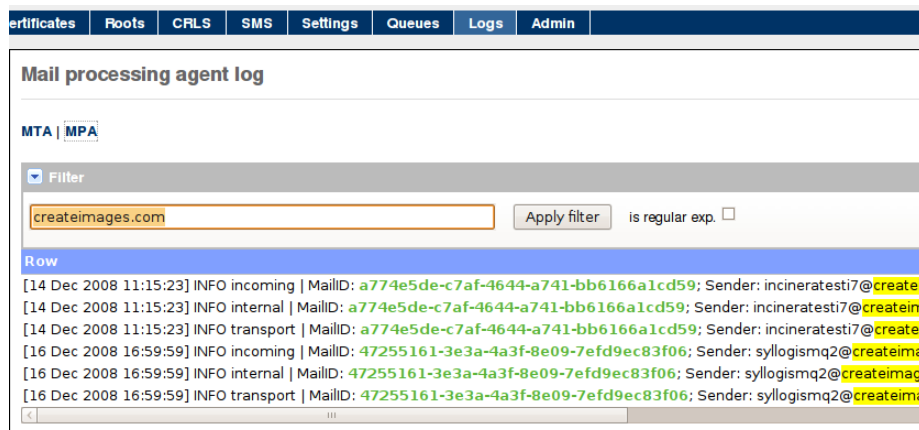 ertificates Roots CRLS SMS Settings Queues Logs Admin
Mail processing agent log
MTA | MPA
Filter
createimages.com Apply filter is regular exp.
Row
[14 Dec 2008 11:15:23] INFO incoming | MailID: a774e5de-c7af-4644-a741-bb6166a1cd59; Sender: incineratesti7@create
[14 Dec 2008 11:15:23] INFO internal | MailID: a774e5de-c7af-4644-a741-bb6166a1cd59; Sender: incineratesti7@createim
[14 Dec 2008 11:15:23] INFO transport | MailID: a774e5de-c7af-4644-a741-bb6166a1cd59; Sender: incineratesti7@create
[16 Dec 2008 16:59:59] INFO incoming | MailID: 47255161-3e3a-4a3f-8e09-7efd9ec83f06; Sender: syllogismq2@createima
[16 Dec 2008 16:59:59] INFO internal | MailID: 47255161-3e3a-4a3f-8e09-7efd9ec83f06; Sender: syllogismq2@createimag
[16 Dec 2008 16:59:59] INFO transport | MailID: 47255161-3e3a-4a3f-8e09-7efd9ec83f06; Sender: syllogismq2@createima